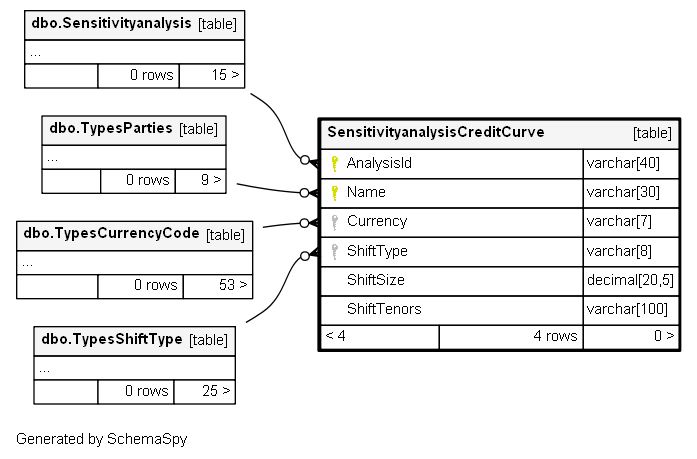 dbo.Sensitivityanalysis [table]
...
0 rows 15 >
dbo.TypesParties [table]
...
0 rows 9 >
dbo.TypesCurrencyCode [table]
...
0 rows 53 >
dbo.TypesShiftType [table]
...
0 rows 25 >
SensitivityanalysisCreditCurve [table]
AnalysisId varchar[40]
Name varchar[30]
Currency varchar[7]
ShiftType varchar[8]
ShiftSize decimal[20,5]
ShiftTenors varchar[100]
< 4 4 rows 0 >
Generated by SchemaSpy